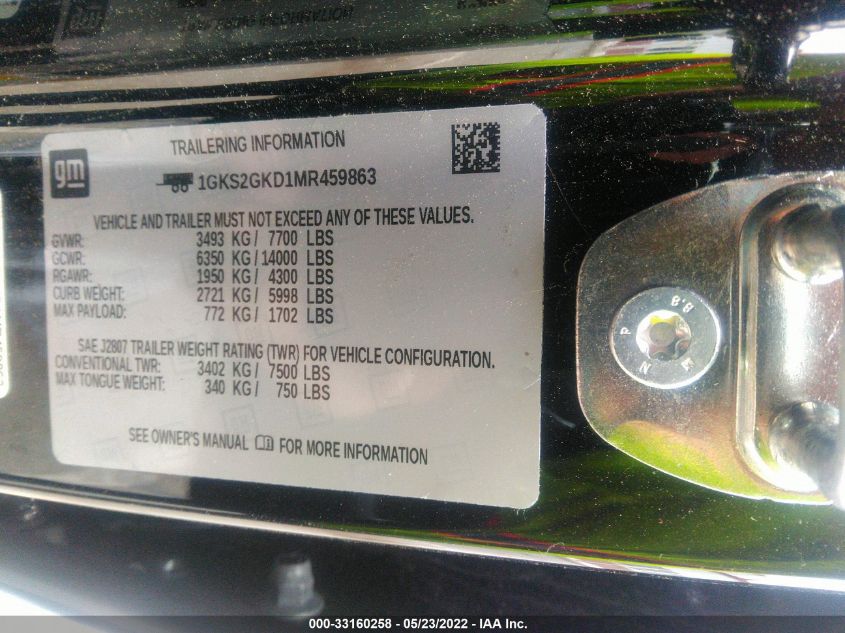 gm
TRAILERING INFORMATION
1GKS2GKD1MR459863
VEHICLE AND TRAILER MUST NOT EXCEED ANY OF THESE VALUES.
GVWR: 3493 KG/ 7700 LBS
GCWR: 6350 KG/14000 LBS
RGAWR: 1950 KG/ 4300 LBS
CURB WEIGHT: 2721 KG/ 5998 LBS
MAX PAYLOAD: 772 KG/ 1702 LBS
SAE J2807 TRAILER WEIGHT RATING (TWR) FOR VEHICLE CONFIGURATION.
CONVENTIONAL TWR: 3402 KG/ 7500 LBS
MAX TONGUE WEIGHT: 340 KG/ 750 LBS
SEE OWNER'S MANUAL FOR MORE INFORMATION
8.8
P
N
000-33160258 - 05/23/2022 - IAA Inc.